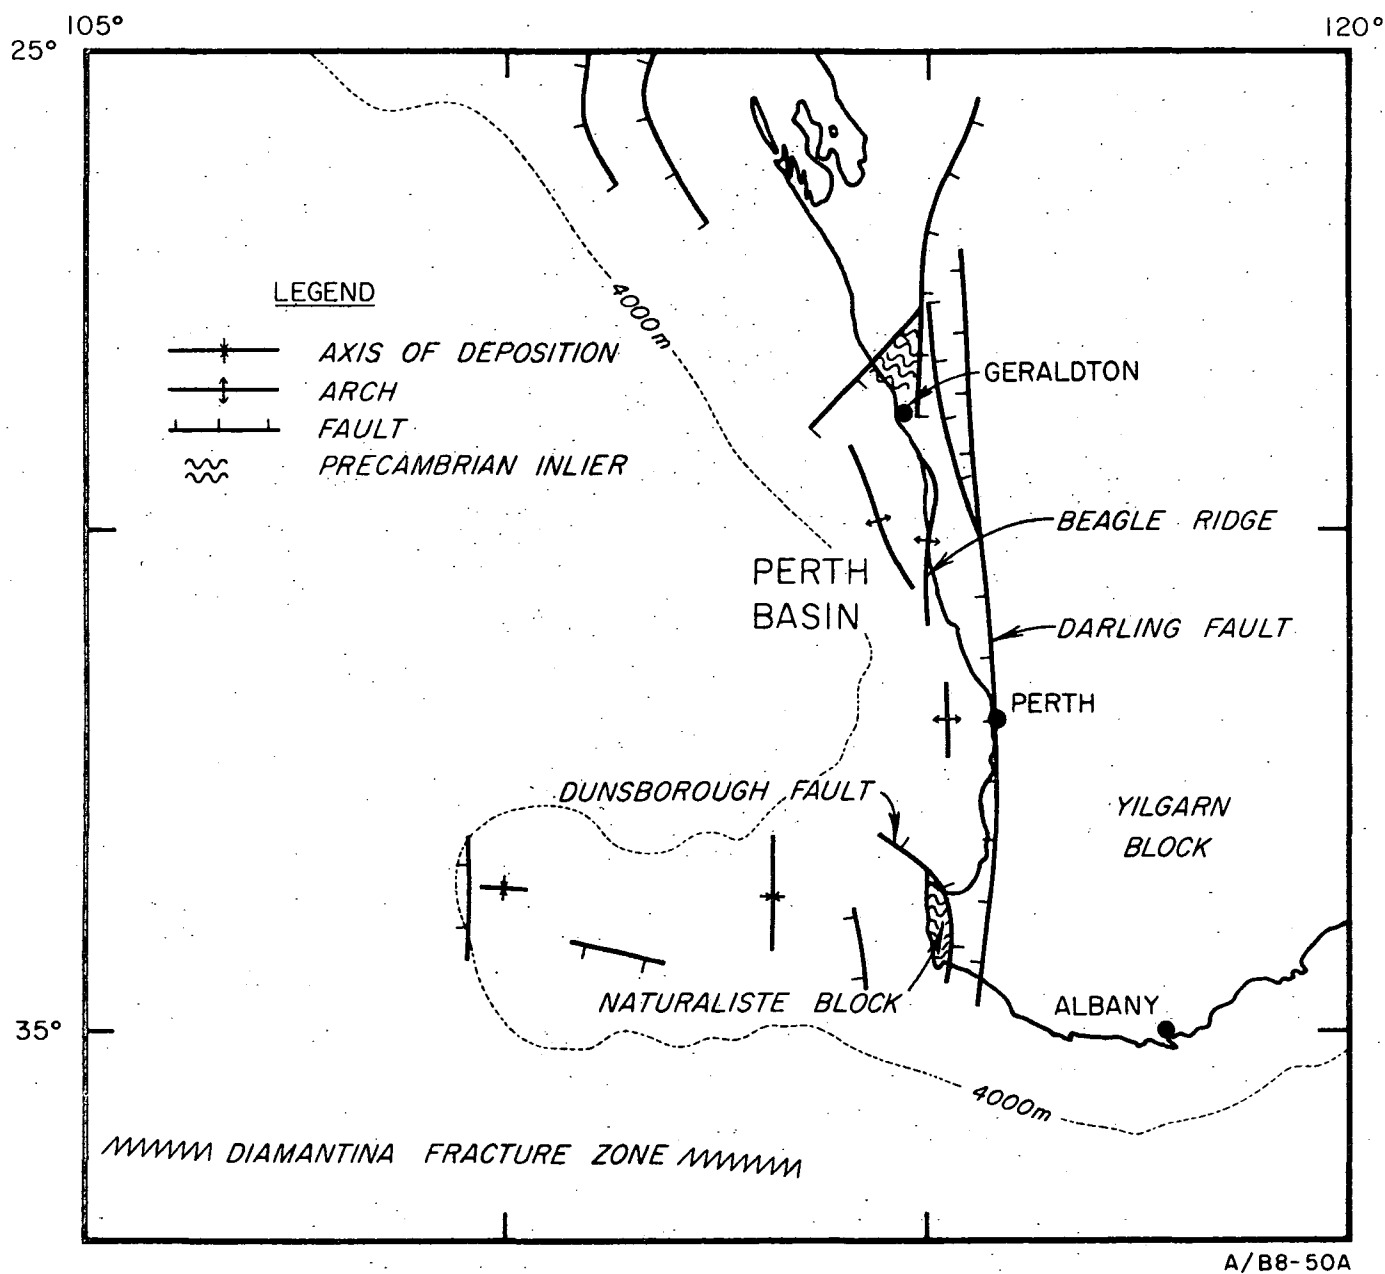 105° 120°
25°
4000m
LEGEND
AXIS OF DEPOSITION
ARCH
FAULT
PRECAMBRIAN INLIER
GERALDTON
BEAGLE RIDGE
PERTH
BASIN
DARLING FAULT
PERTH
DUNSBOROUGH FAULT
YILGARN
BLOCK
NATURALISTE BLOCK
ALBANY
35°
4000m
DIAMANTINA FRACTURE ZONE
A/B8-50A